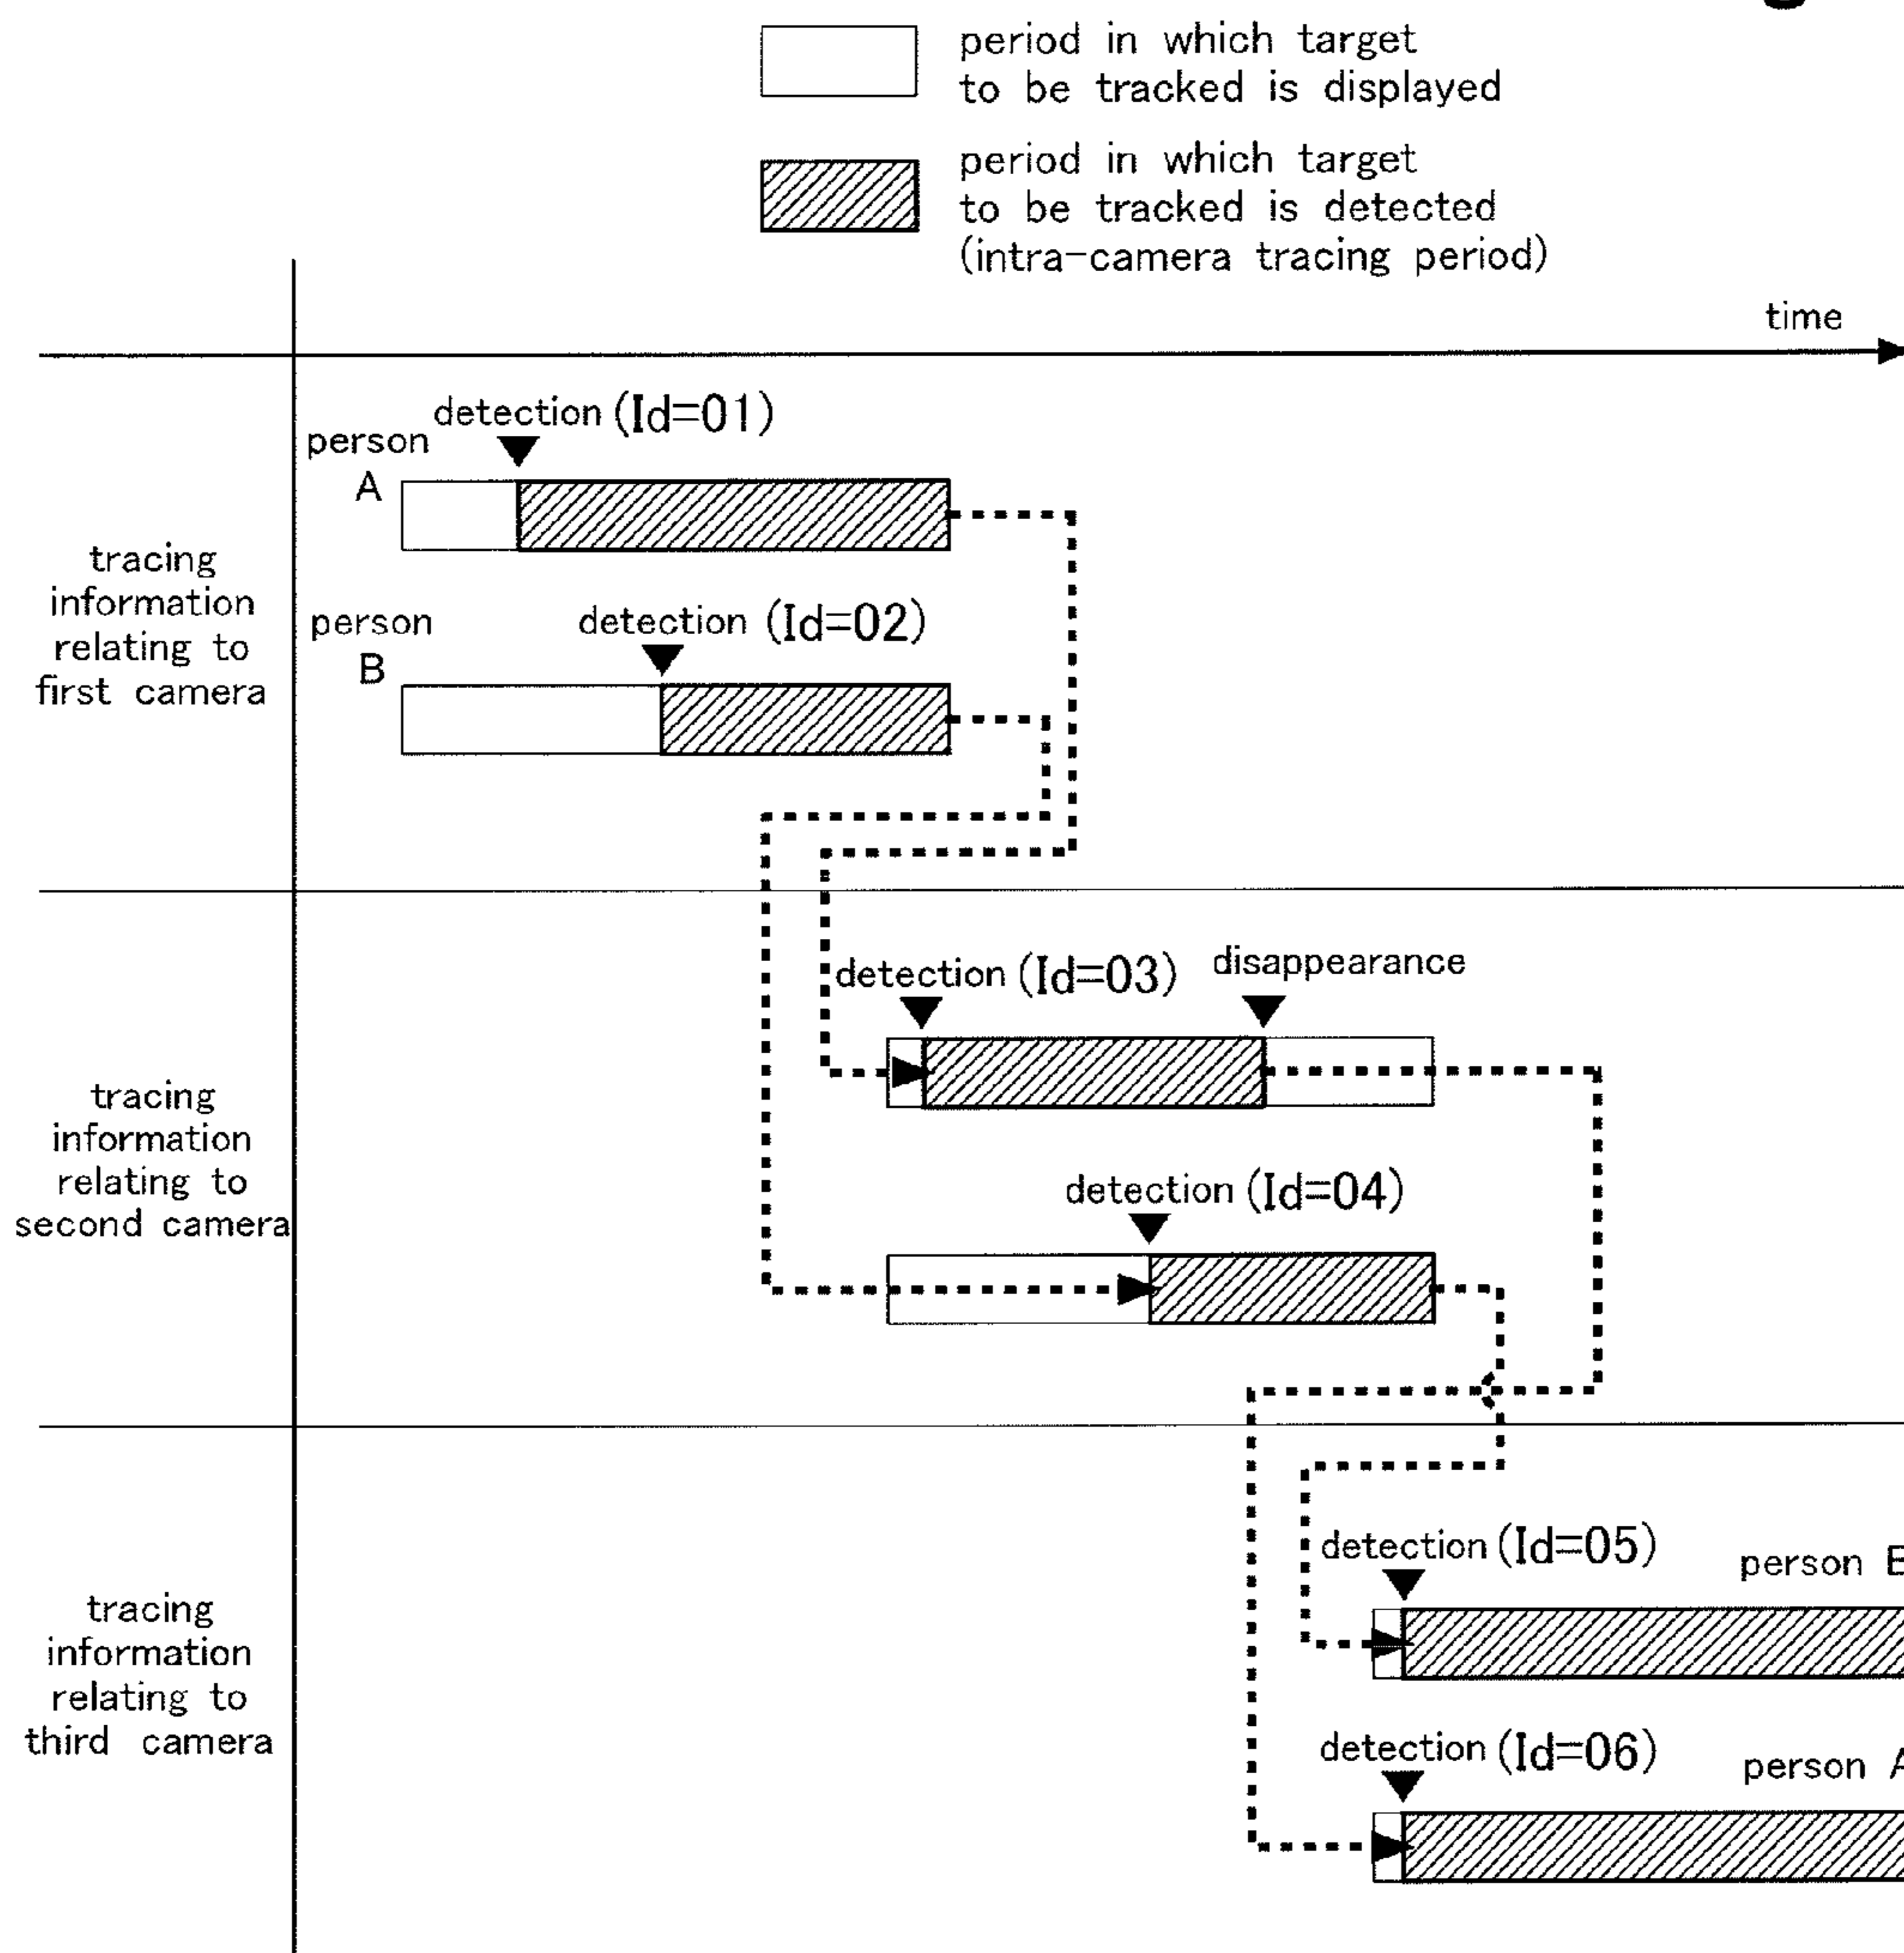 period in which target
to be tracked is displayed
period in which target
to be tracked is detected
(intra-camera tracing period)
time
detection (Id=01)
person
A
tracing
information
relating to
first camera
person
B
detection (Id=02)
detection (Id=03)
disappearance
tracing
information
relating to
second camera
detection (Id=04)
detection (Id=05)
person
tracing
information
relating to
third camera
detection (Id=06)
person A